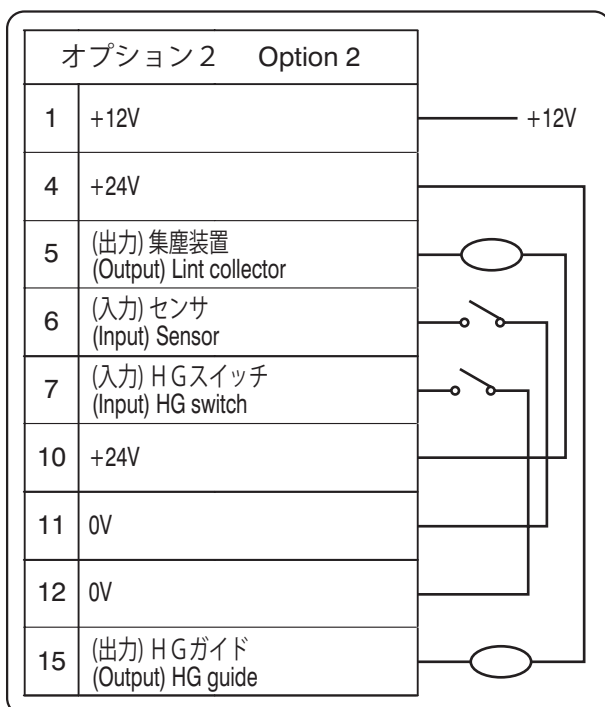 オプション２ Option 2
1 +12V +12V
4 +24V
5 (出力) 集塵装置
(Output) Lint collector
6 (入力) センサ
(Input) Sensor
7 (入力) ＨＧスイッチ
(Input) HG switch
10 +24V
11 0V
12 0V
15 (出力) ＨＧガイド
(Output) HG guide